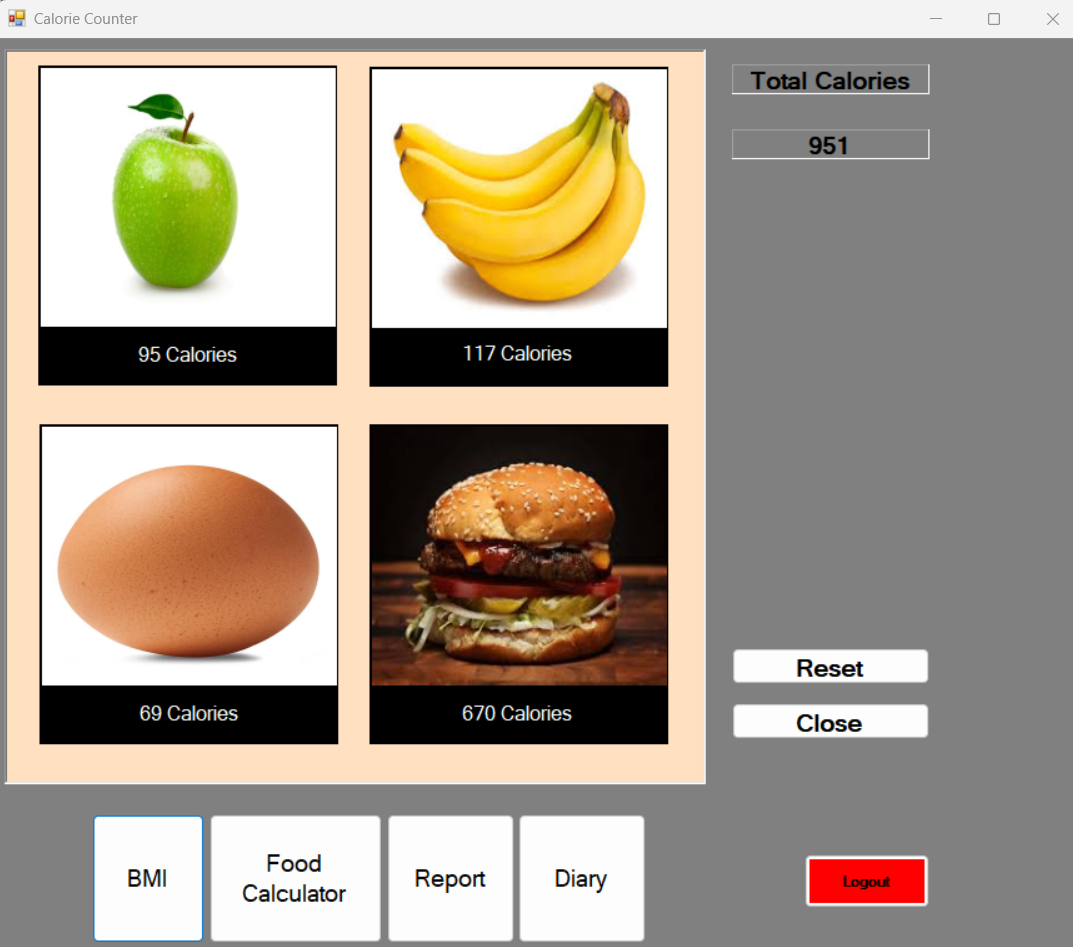 Calorie Counter
Total Calories
951
95 Calories
117 Calories
69 Calories
670 Calories
Reset
Close
BMI
Food
Calculator
Report
Diary
Logout